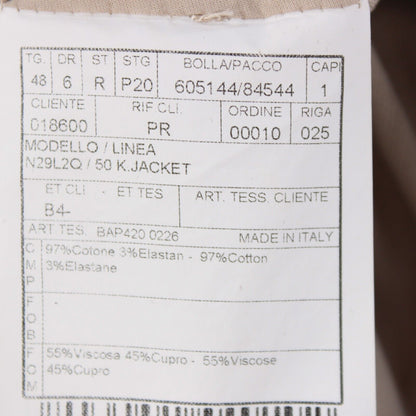 TG. DR ST STG BOLLA/PACCO CAPI
48 6 R P20 605144/84544 1
CLIENTE RIF CLI. ORDINE RIGA
018600 PR 00010 025
MODELLO / LINEA
N29L2Q / 50 K.JACKET
ET CLI - ET TES ART. TESS. CLIENTE
B4-
ART TES. BAP420 0226 MADE IN ITALY
C 97%Cotone 3%Elastan - 97%Cotton
M 3%Elastane
P
F
O
B
F 55%Viscosa 45%Cupro - 55%Viscose
O 45%Cupro
M